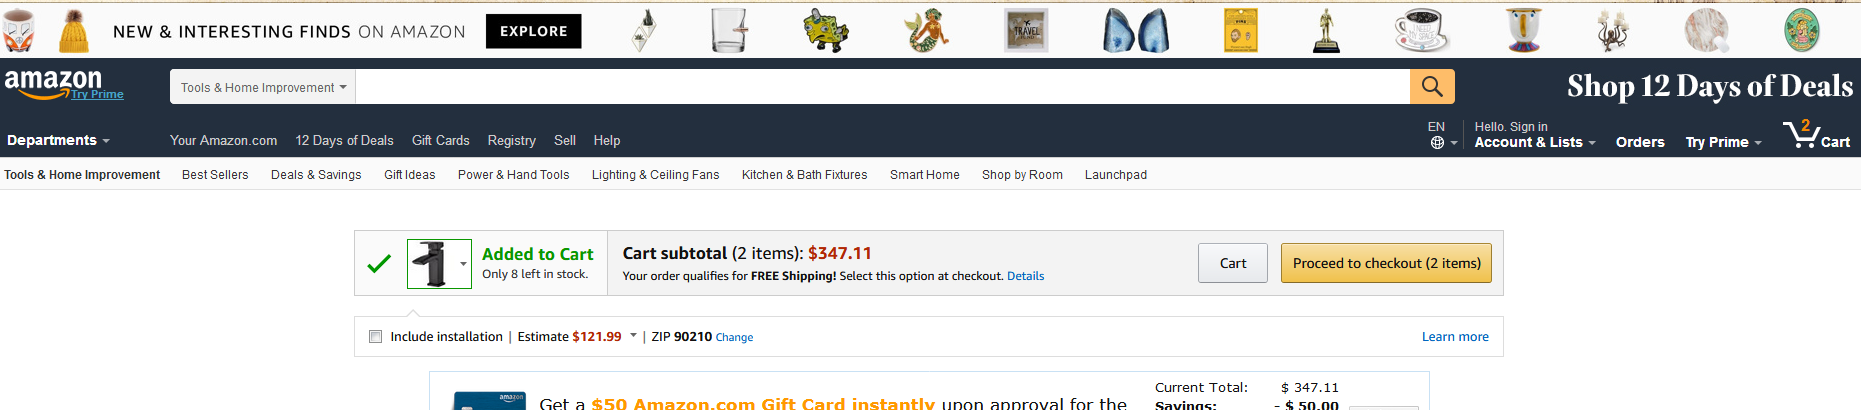 NEW & INTERESTING FINDS ON AMAZON EXPLORE
TRAVEL
I NEED MY SPACE
amazon
Try Prime
Tools & Home Improvement
Shop 12 Days of Deals
Departments Your Amazon.com 12 Days of Deals Gift Cards Registry Sell Help
EN
Hello. Sign in
Account & Lists
Orders
Try Prime
2
Cart
Tools & Home Improvement Best Sellers Deals & Savings Gift Ideas Power & Hand Tools Lighting & Ceiling Fans Kitchen & Bath Fixtures Smart Home Shop by Room Launchpad
Added to Cart
Only 8 left in stock.
Cart subtotal (2 items): $347.11
Your order qualifies for FREE Shipping! Select this option at checkout. Details
Cart
Proceed to checkout (2 items)
Include installation | Estimate $121.99 | ZIP 90210 Change
Learn more
amazon
Get a $50 Amazon.com Gift Card instantly upon approval for the
Current Total: $ 347.11
Savings: - $ 50.00